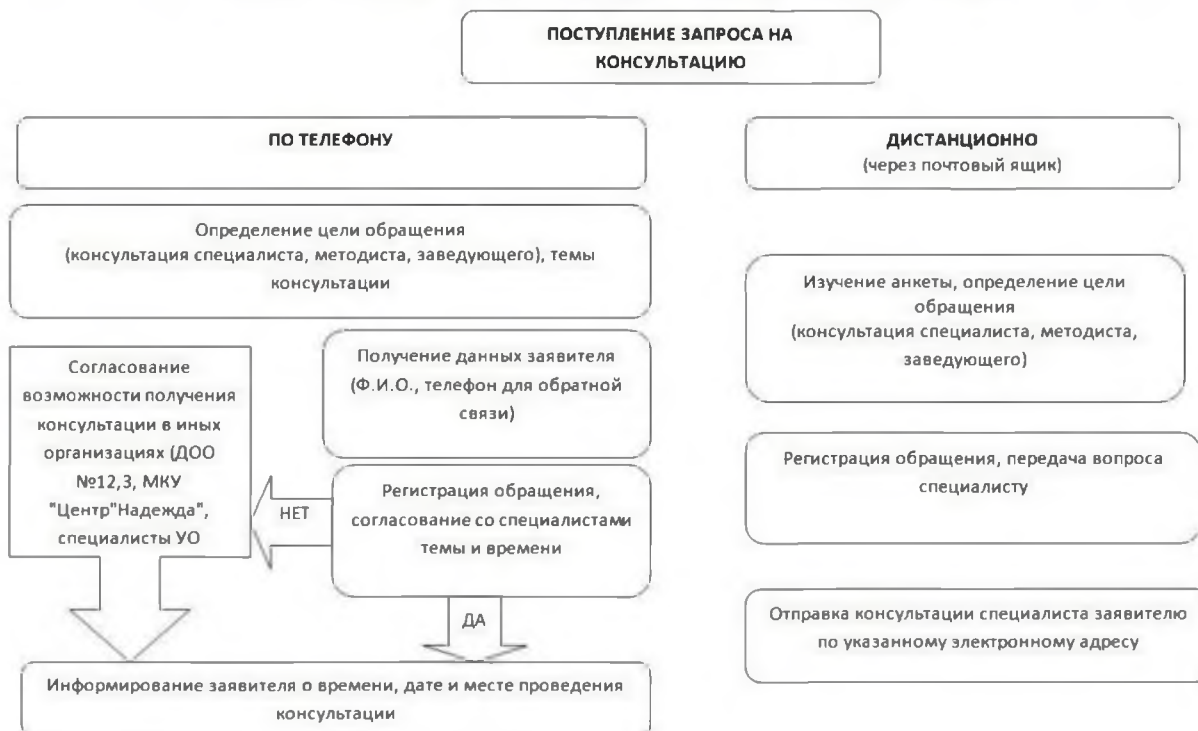 ПОСТУПЛЕНИЕ ЗАПРОСА НА
КОНСУЛЬТАЦИЮ
ПО ТЕЛЕФОНУ
Определение цели обращения
(консультация специалиста, методиста, заведующего), темы
консультации
Получение данных заявителя
(Ф.И.О., телефон для обратной
связи)
Регистрация обращения,
согласование со специалистами
темы и времени
НЕТ
Согласование
возможности получения
консультации в иных
организациях (ДОО
№12,3, МКУ
"Центр"Надежда",
специалисты УО
ДА
Информирование заявителя о времени, дате и месте проведения
консультации
ДИСТАНЦИОННО
(через почтовый ящик)
Изучение анкеты, определение цели
обращения
(консультация специалиста, методиста,
заведующего)
Регистрация обращения, передача вопроса
специалисту
Отправка консультации специалиста заявителю
по указанному электронному адресу